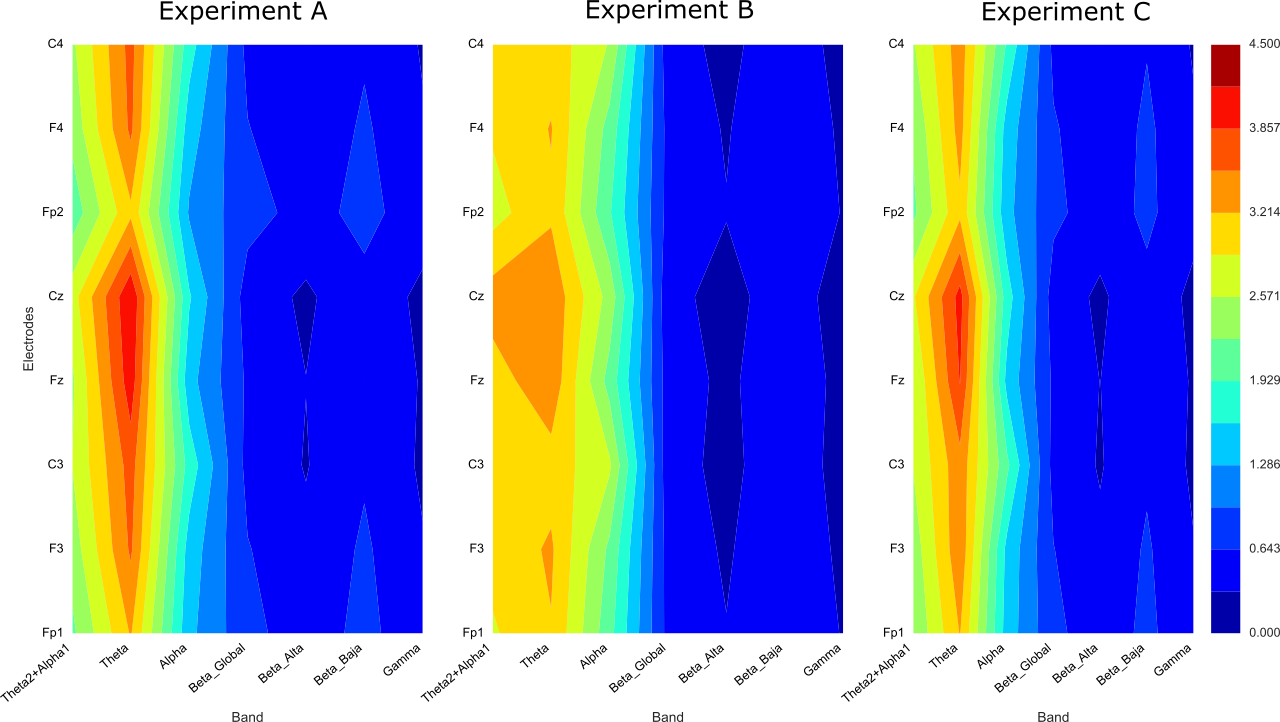 Experiment A
Experiment B
Experiment C
C4
F4
Fp2
Cz
Fz
C3
F3
Fp1
Electrodes
Theta2+Alpha1
Theta
Alpha
Beta_Global
Beta_Alta
Beta_Baja
Gamma
Band
C4
F4
Fp2
Cz
Fz
C3
F3
Fp1
Theta2+Alpha1
Theta
Alpha
Beta_Global
Beta_Alta
Beta_Baja
Gamma
Band
C4
F4
Fp2
Cz
Fz
C3
F3
Fp1
Theta2+Alpha1
Theta
Alpha
Beta_Global
Beta_Alta
Beta_Baja
Gamma
Band
4.500
3.857
3.214
2.571
1.929
1.286
0.643
0.000